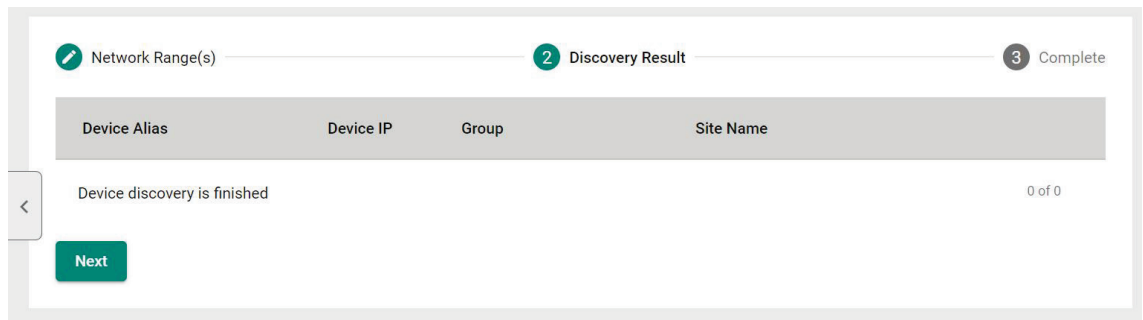 Network Range(s) 2 Discovery Result 3 Complete
Device Alias Device IP Group Site Name
Device discovery is finished 0 of 0
Next